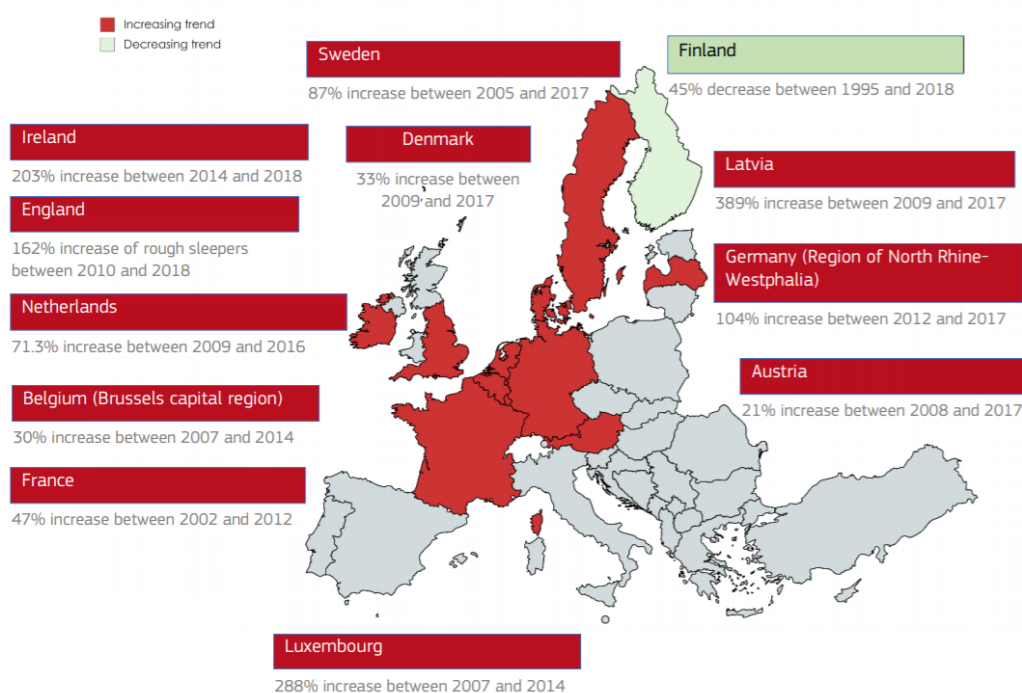 Increasing trend
Decreasing trend
Sweden
87% increase between 2005 and 2017
Finland
45% decrease between 1995 and 2018
Ireland
203% increase between 2014 and 2018
Denmark
33% increase between
2009 and 2017
Latvia
389% increase between 2009 and 2017
England
162% increase of rough sleepers
between 2010 and 2018
Germany (Region of North Rhine-
Westphalia)
104% increase between 2012 and 2017
Netherlands
71.3% increase between 2009 and 2016
Austria
21% increase between 2008 and 2017
Belgium (Brussels capital region)
30% increase between 2007 and 2014
France
47% increase between 2002 and 2012
Luxembourg
288% increase between 2007 and 2014